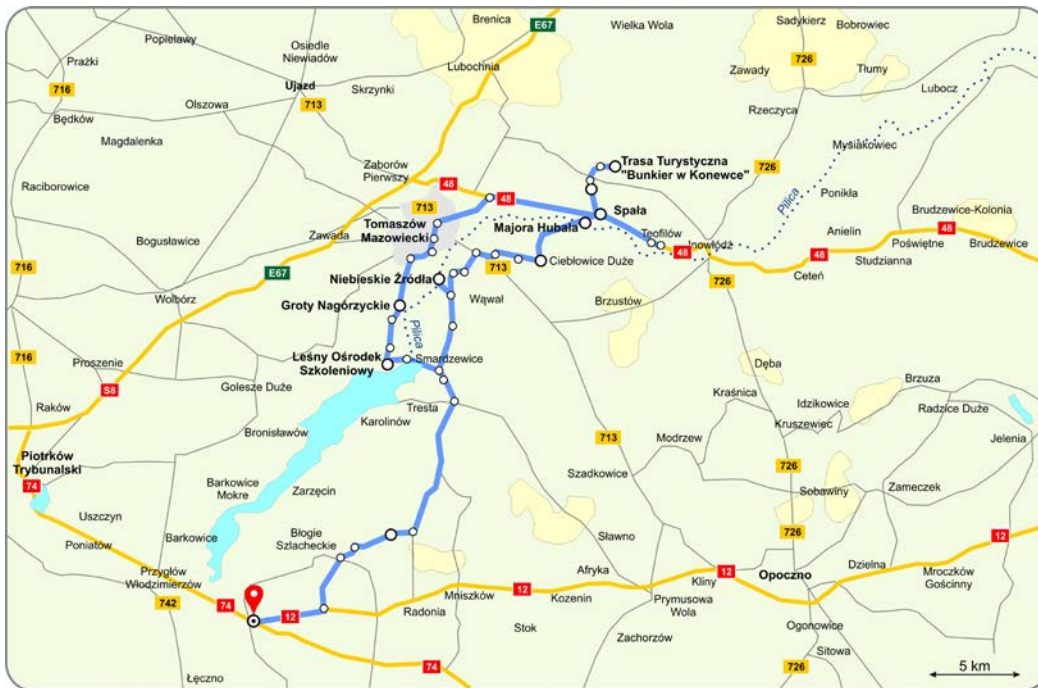 Brenica
E67
Wielka Wola
Sadykierz
Bobrowiec
Popielawy
Osiedle
Niewiadów
Prażki
Lubochnia
726
Zawady
Tłumy
716
Ujazd
Skrzynki
Lubocz
Olszowa
713
Rzeczyca
Będków
Magdalenka
Mysiakowiec
Zaborów
Pierwszy
Trasa Turystyczna
"Bunkier w Konewce"
726
Raciborowice
48
48
Ponikła
Pilica
713
Spała
Brudzewice-Kolonia
Tomaszów
Mazowiecki
Majora Hubala
Teofilów
Anielin
48
Zawada
Inowłódz
48
Poświętne
Brudzewice
Bogusławice
48
Studzianna
716
E67
713
Ciebłowice Duże
Ceteń
Niebieskie Źródła
726
Wolbórz
Wąwał
Brzustów
Groty Nagórzyckie
Pilica
716
Proszenie
Leśny Ośrodek
Szkoleniowy
Smardzewice
Dęba
Golesze Duże
Brzuza
S8
Kraśnica
Idzikowice
Raków
Tresta
Radzice Duże
Karolinów
Kruszewiec
Bronisławów
713
Modrzew
Jelenia
Piotrków
Trybunalski
726
Szadkowice
74
Barkowice
Mokre
Zarzęcin
Sobawiny
Zameczek
Uszczyn
726
Błogie
Szlacheckie
Sławno
12
Poniatów
Barkowice
Dzielna
Przygłów
Włodzimierzów
Afryka
12
Opoczno
Mroczków
Gościnny
Kliny
12
Mniszków
Kozenin
742
74
12
Radonia
Prymusowa
Wola
Ogonowice
Stok
Zachorzów
Sitowa
74
726
5 km
Łęczno